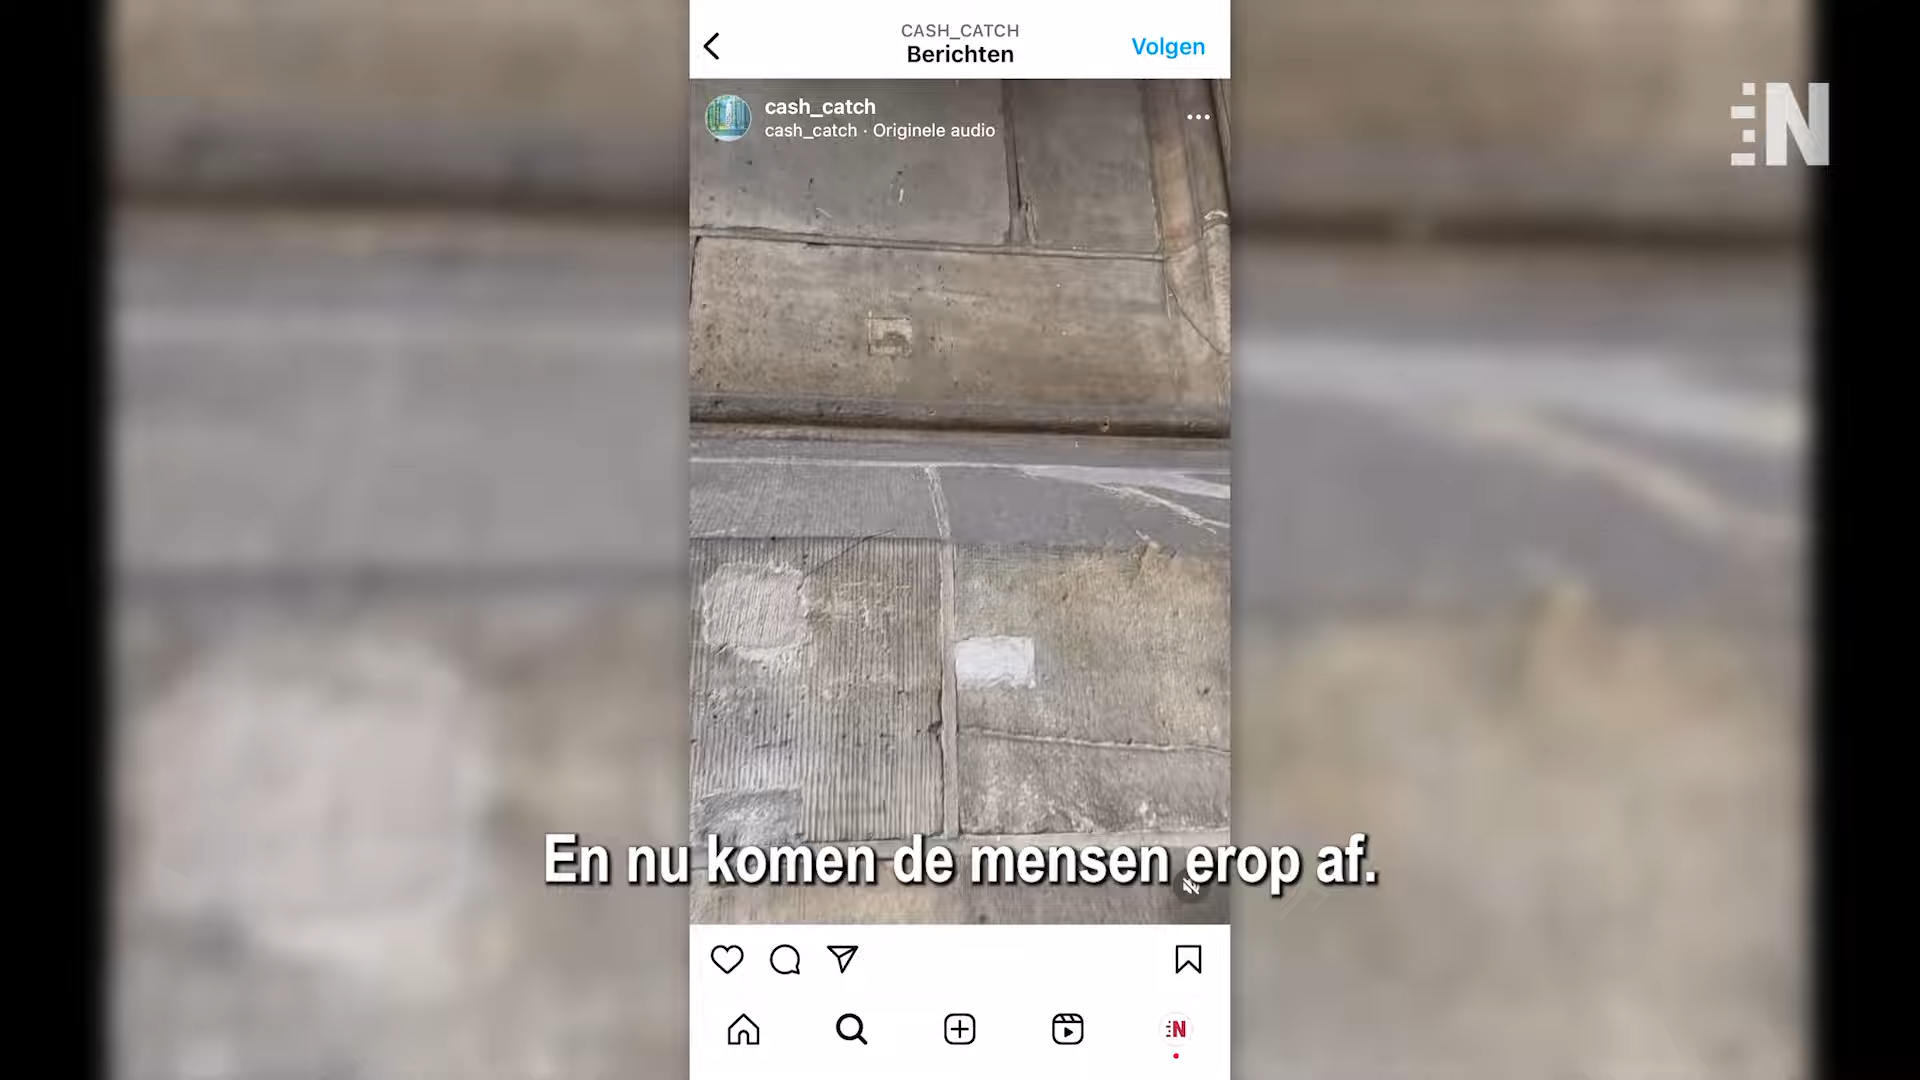 CASH_CATCH
Berichten
Volgen
cash_catch
cash_catch · Originele audio
N
En nu komen de mensen erop af.
N